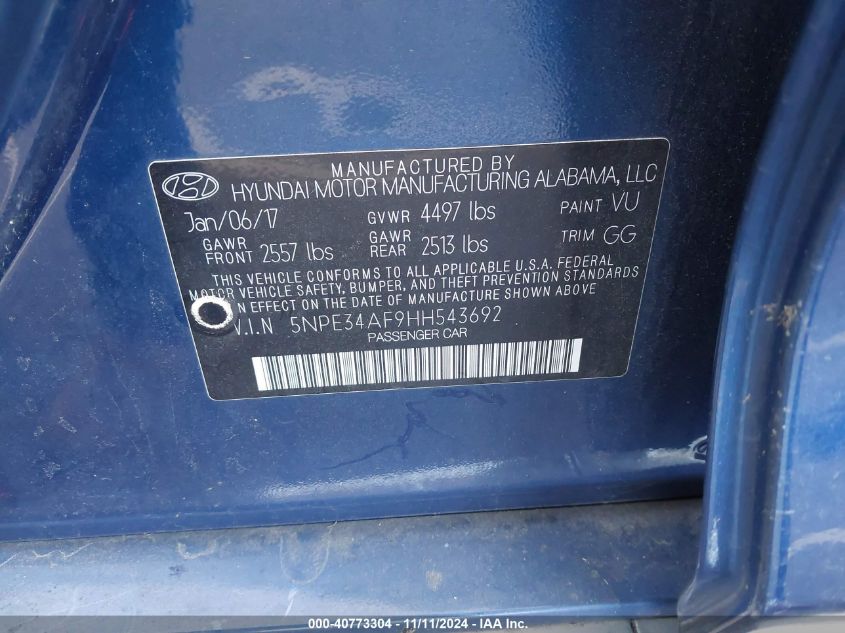 MANUFACTURED BY
HYUNDAI MOTOR MANUFACTURING ALABAMA, LLC
Jan/06/17 GVWR 4497 lbs PAINT VU
GAWR FRONT 2557 lbs GAWR REAR 2513 lbs TRIM GG
THIS VEHICLE CONFORMS TO ALL APPLICABLE U.S.A. FEDERAL
MOTOR VEHICLE SAFETY, BUMPER, AND THEFT PREVENTION STANDARDS
IN EFFECT ON THE DATE OF MANUFACTURE SHOWN ABOVE
V.I.N 5NPE34AF9HH543692
PASSENGER CAR
000-40773304 - 11/11/2024 - IAA Inc.